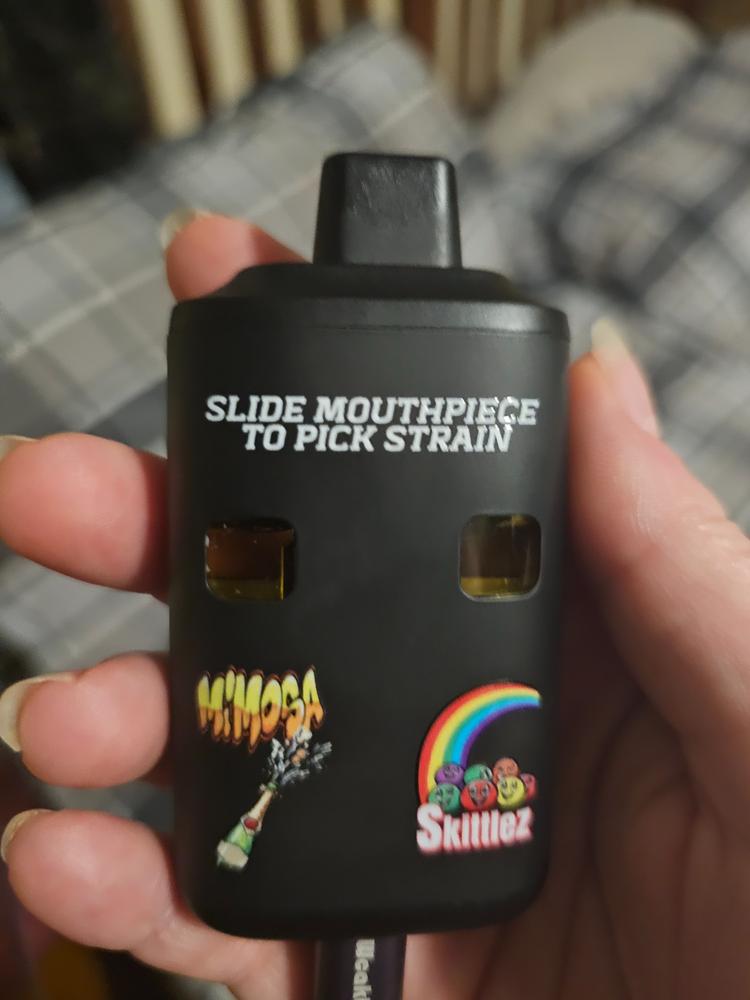 SLIDE MOUTHPIECE
TO PICK STRAIN
MIMOSA
Skittlez